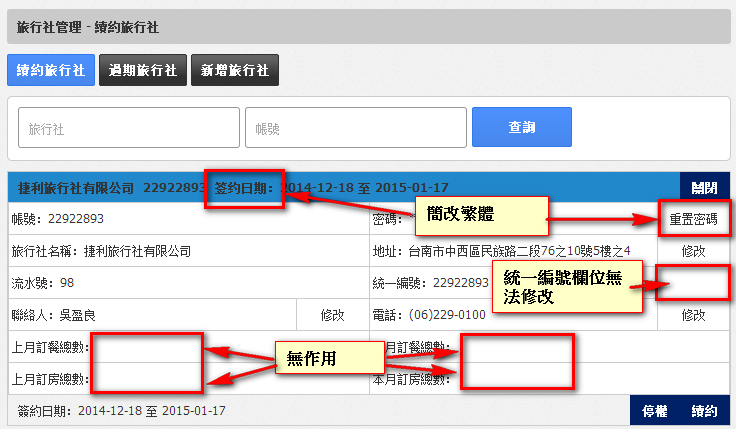 旅行社管理 - 續約旅行社
續約旅行社 過期旅行社 新增旅行社
旅行社 帳號 查詢
捷利旅行社有限公司 22922893 签约日期: 2014-12-18 至 2015-01-17 關閉
簡改繁體
帳號: 22922893 密碼: 重置密碼
旅行社名稱: 捷利旅行社有限公司 地址: 台南市中西區民族路二段76之10號5樓之4 修改
統一編號欄位無
法修改
流水號: 98 統一編號: 22922893
聯絡人: 吳盈良 修改 電話: (06)229-0100 修改
無作用
上月訂餐總數: 月訂餐總數:
上月訂房總數: 本月訂房總數:
簽約日期: 2014-12-18 至 2015-01-17 停權 續約